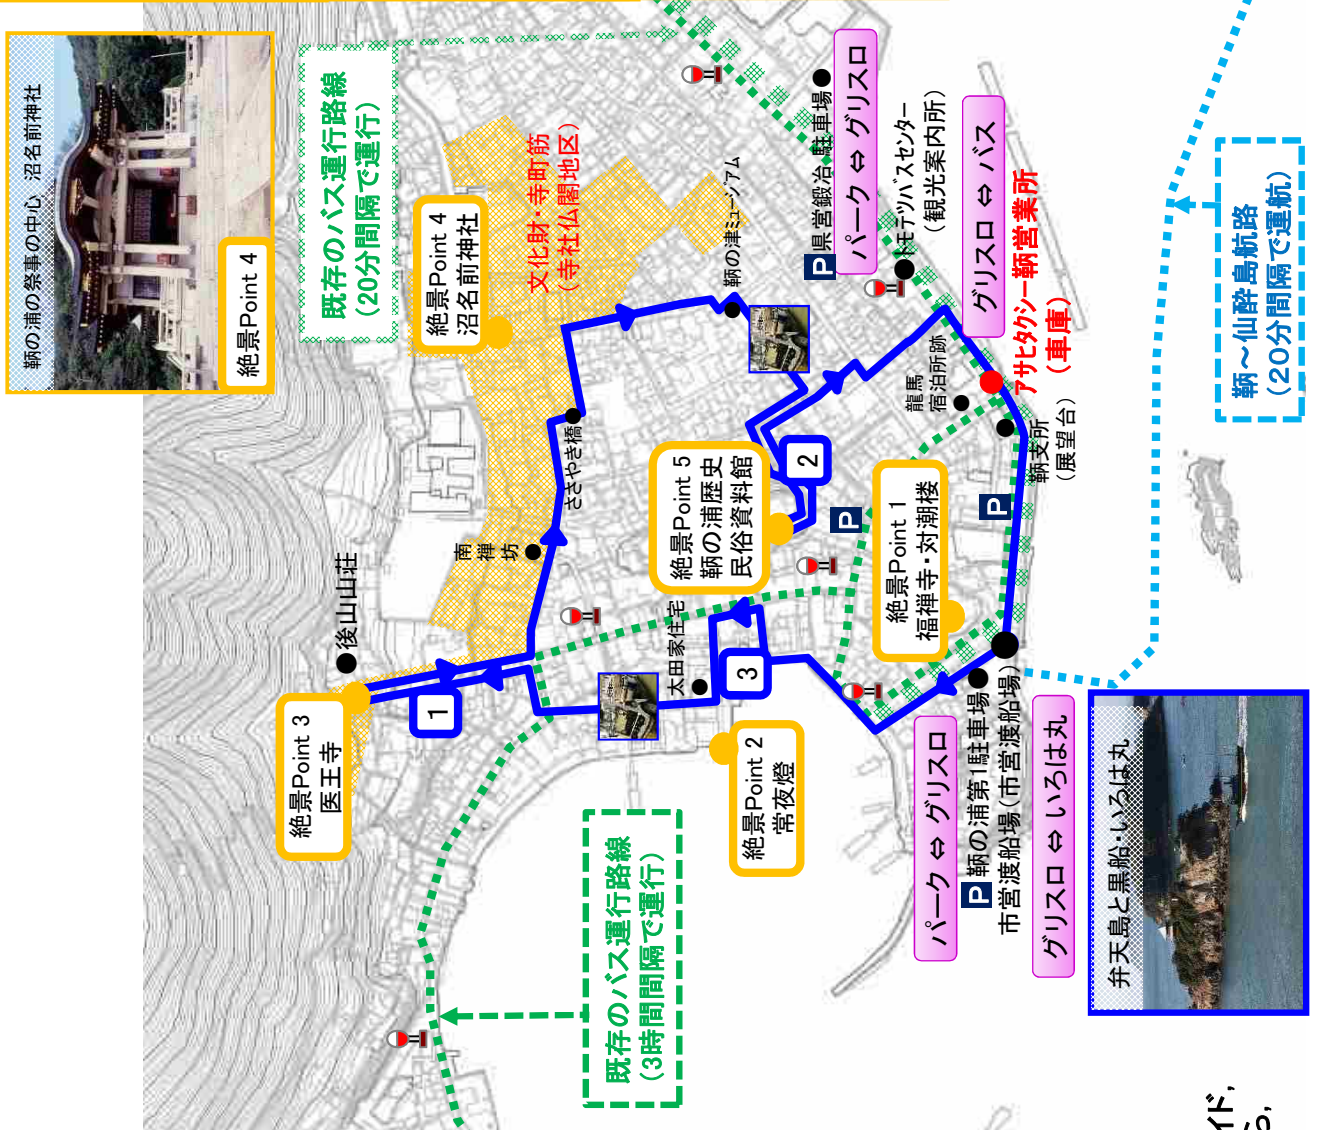 鞆の浦の祭事の中心 沼名前神社
絶景Point 4
既存のバス運行路線
(20分間隔で運行)
絶景Point 4
沼名前神社
文化財・寺町筋
(寺社仏閣地区)
鞆の津ミュージアム
P 県営鍛冶駐車場
パーク ⇔ グリスロ
トモテツバスセンター
(観光案内所)
グリスロ ⇔ バス
アサヒタクシー鞆営業所
(車庫)
鞆~仙酔島航路
(20分間隔で運航)
龍馬
宿泊所跡
鞆支所
(展望台)
ささやき橋
南禅坊
後山山荘
絶景Point 5
鞆の浦歴史
民俗資料館
2
P
P
絶景Point 1
福禅寺・対潮楼
太田家住宅
3
1
絶景Point 3
医王寺
絶景Point 2
常夜燈
パーク ⇔ グリスロ
P 鞆の浦第1駐車場
市営渡船場(市営渡船場)
グリスロ ⇔ いろは丸
既存のバス運行路線
(3時間間隔で運行)
弁天島と黒船・いろは丸
イド,